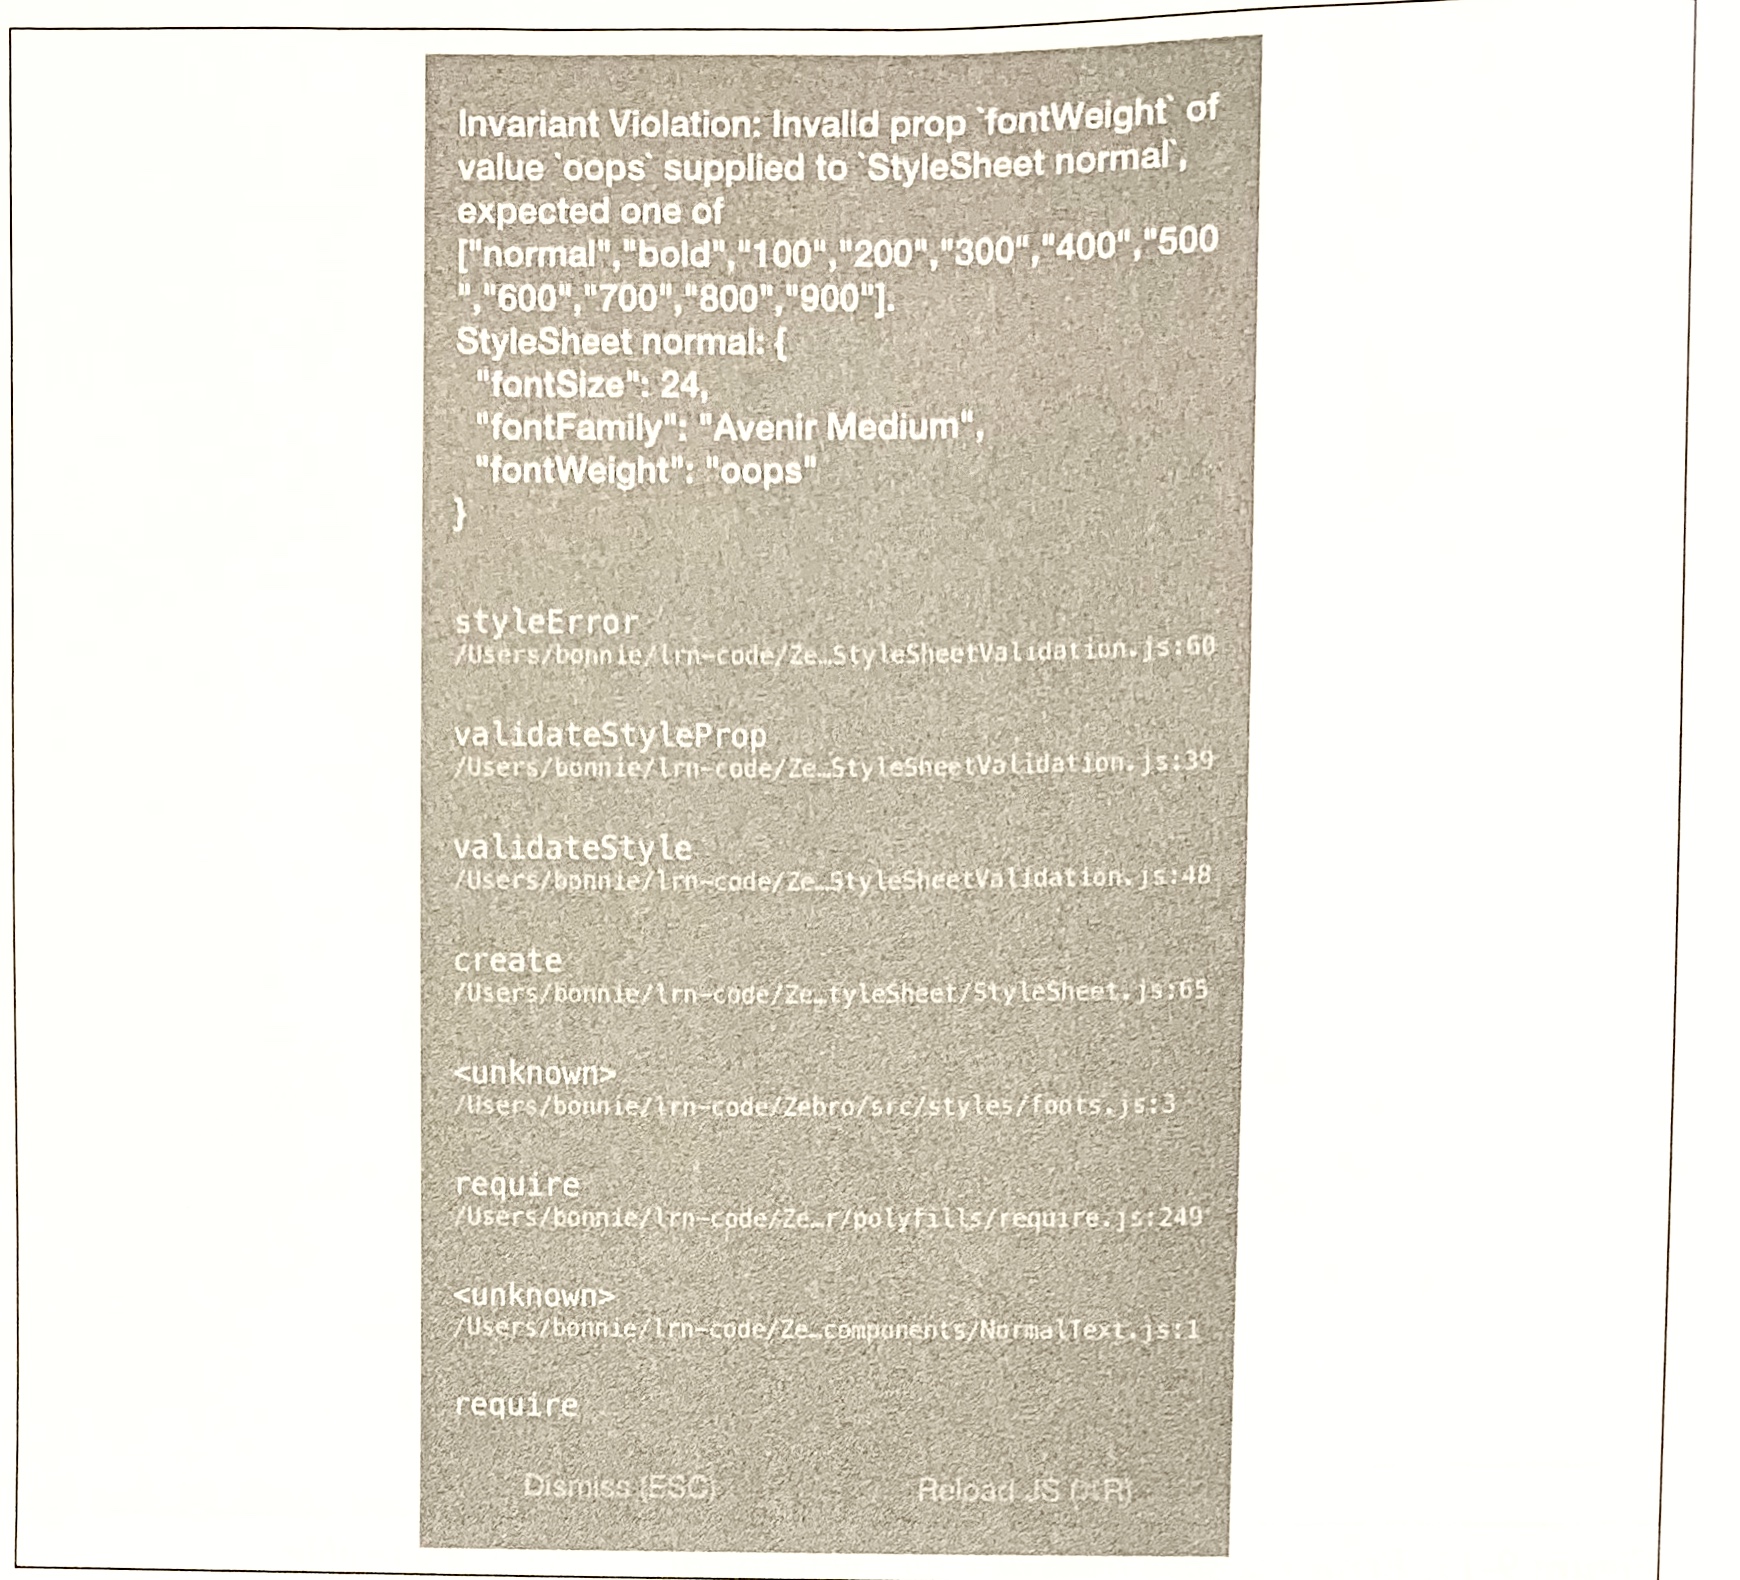 Invariant Violation: Invalid prop `fontWeight` of
value `oops` supplied to `StyleSheet normal`,
expected one of
["normal","bold","100","200","300","400","500
","600","700","800","900"].
StyleSheet normal: {
  "fontSize": 24,
  "fontFamily": "Avenir Medium",
  "fontWeight": "oops"
}
styleError
/Users/bonnie/lrn-code/Ze…StyleSheetValidation.js:60
validateStyleProp
/Users/bonnie/lrn-code/Ze…StyleSheetValidation.js:39
validateStyle
/Users/bonnie/lrn-code/Ze…StyleSheetValidation.js:48
create
/Users/bonnie/lrn-code/Ze…tyleSheet/StyleSheet.js:65
<unknown>
/Users/bonnie/lrn-code/Zebro/src/styles/fonts.js:3
require
/Users/bonnie/lrn-code/Ze…r/polyfills/require.js:249
<unknown>
/Users/bonnie/lrn-code/Ze…components/NormalText.js:1
require
Dismiss (ESC) Reload JS (⌘R)